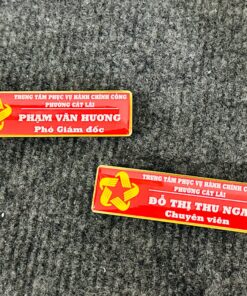 TRUNG TÂM PHỤC VỤ HÀNH CHÍNH CÔNG
PHƯỜNG CÁT LÁI
PHẠM VĂN HƯƠNG
Phó Giám đốc
TRUNG TÂM PHỤC VỤ HÀNH CHÍNH CÔNG
PHƯỜNG CÁT LÁI
ĐỖ THỊ THU NGA
Chuyên viên